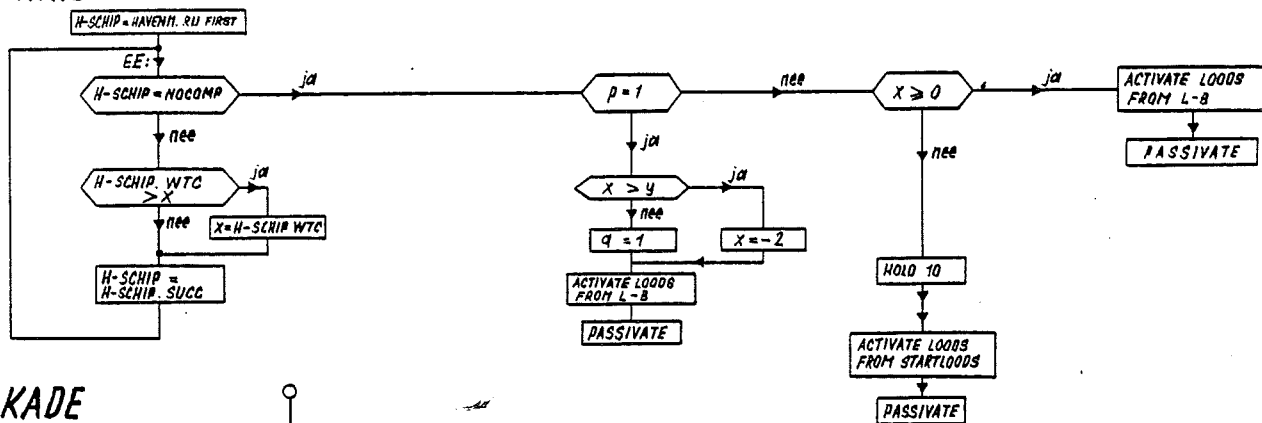 H-SCHIP = HAVENM. RIJ FIRST
EE:
H-SCHIP = NOCOMP
ja
p = 1
nee
X ⩾ 0
ja
ACTIVATE LOODS
FROM L-B
PASSIVATE
nee
ja
nee
H-SCHIP. WTC
> X
ja
X > y
ja
nee
nee
X = H-SCHIP WTC
q = 1
X = -2
H-SCHIP =
H-SCHIP. SUCC
ACTIVATE LOODS
FROM L-B
HOLD 10
PASSIVATE
ACTIVATE LOODS
FROM STARTLOODS
PASSIVATE
KADE